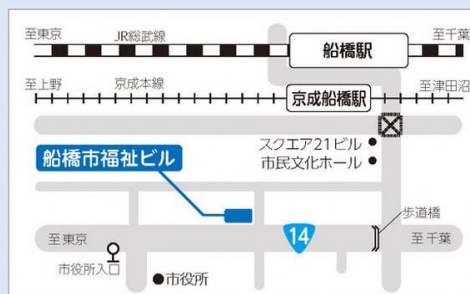 至東京
JR総武線
至千葉
船橋駅
至上野
京成本線
至津田沼
京成船橋駅
スクエア21ビル
市民文化ホール
船橋市福祉ビル
歩道橋
14
至東京
至千葉
市役所入口
市役所